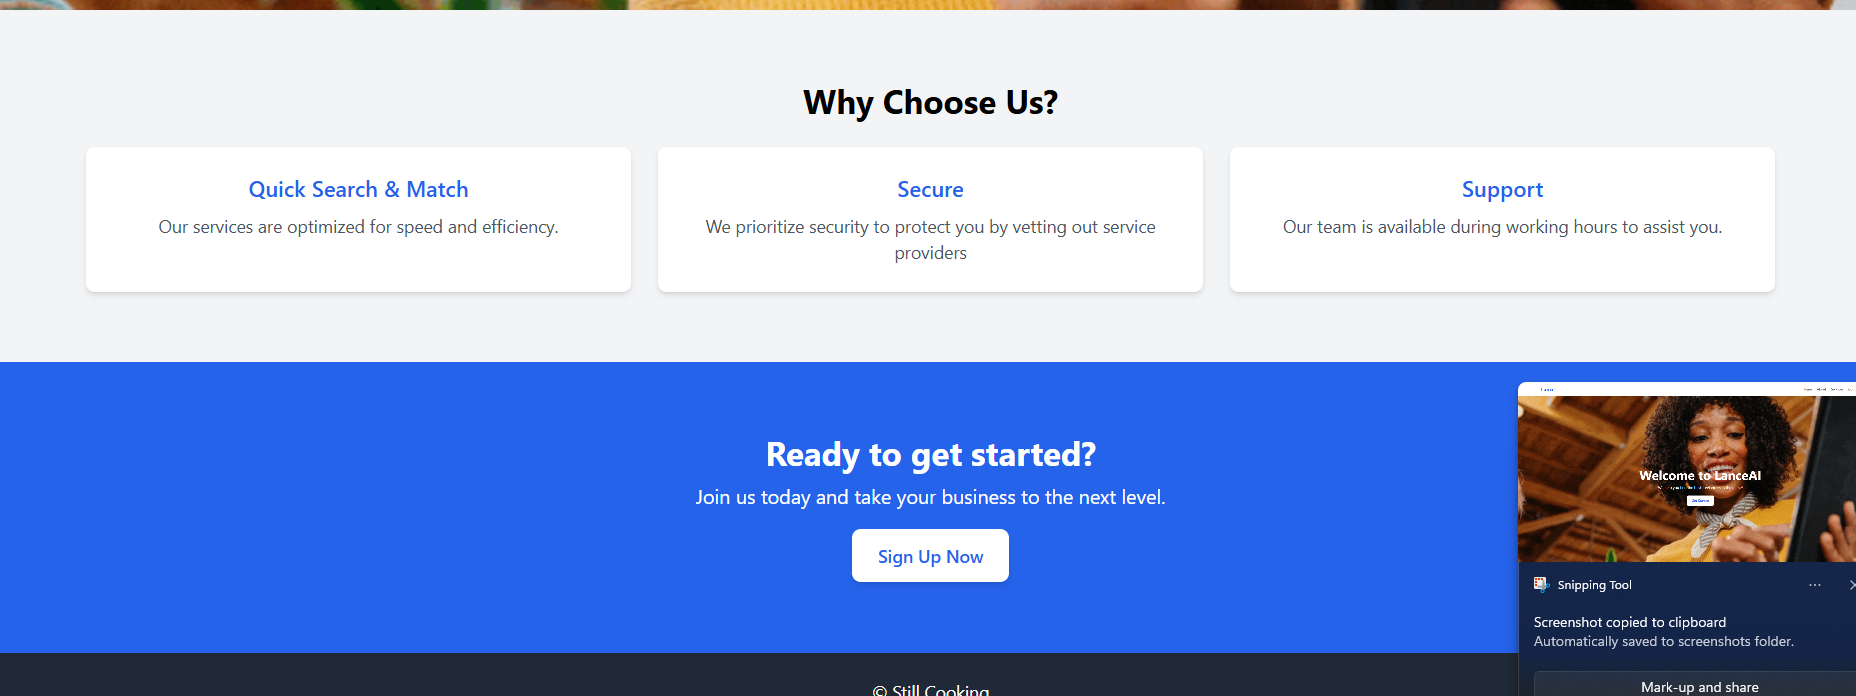 Why Choose Us?
Quick Search & Match
Our services are optimized for speed and efficiency.
Secure
We prioritize security to protect you by vetting out service
providers
Support
Our team is available during working hours to assist you.
Ready to get started?
Join us today and take your business to the next level.
Sign Up Now
Welcome to LanceAI
Snipping Tool
Screenshot copied to clipboard
Automatically saved to screenshots folder.
Mark-up and share
© Still Cooking